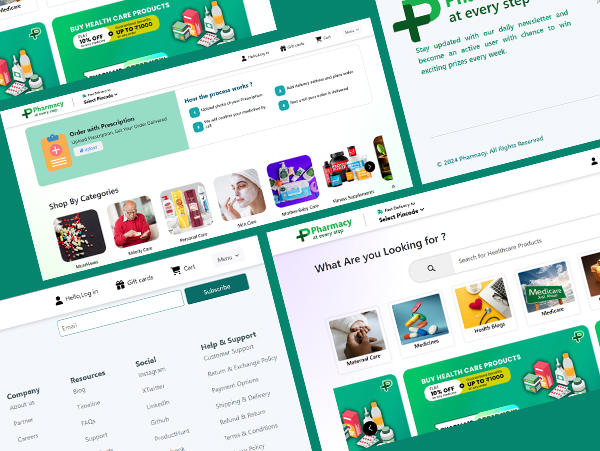 Medicare
BUY HEALTH CARE PRODUCTS
FLAT
10% OFF
UP TO ₹1000
Pharmacy
at every step
Fast Delivery to
Select Pincode
Hello,Log in
Gift cards
Cart
Menu
Order with Prescription
Upload Prescription, Get Your Order Delivered
Upload
How the process works ?
1 Upload photo of your Prescription
2 Add delivery address and place order
3 We will confirm your medicines by call
4 Now sit back your order is delivered
Shop By Categories
Elderly Care
Personal Care
Skin Care
Mother-Baby Care
Fitness Supplements
at every step
Stay updated with our daily newsletter and
become an active user with chance to win
exciting prizes every week.
© 2024 Pharmacy. All Rights Reserved
Hello,Log in
Gift cards
Cart
Menu
Email
Subscribe
Company
About us
Partner
Careers
Resources
Blog
Timeline
FAQs
Support
Social
Instagram
XTwitter
LinkedIn
Github
ProductHunt
Help & Support
Customer Support
Return & Exchange Policy
Payment Options
Shipping & Delivery
Refund & Return
Terms & Conditions
Policy
Pharmacy
at every step
Fast Delivery to
Select Pincode
What Are you Looking for ?
Search for Healthcare Products
Maternal Care
Medicines
Health Blogs
Medicare
Medicare
BUY HEALTH CARE PRODUCTS
FLAT
10% OFF
UP TO ₹1000